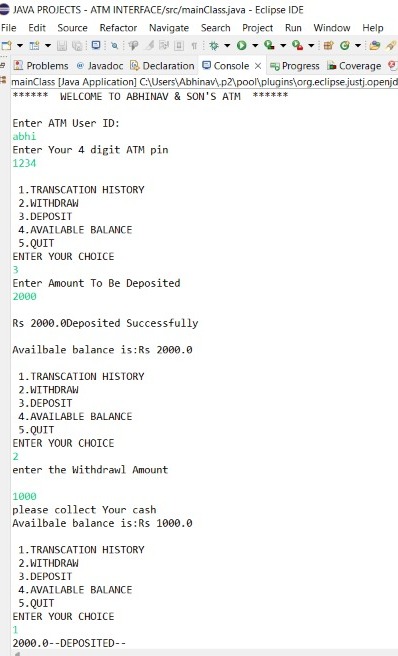 JAVA PROJECTS - ATM INTERFACE/src/mainClass.java - Eclipse IDE
File Edit Source Refactor Navigate Search Project Run Window Help
Problems Javadoc Declaration Console Progress Coverage
mainClass [Java Application] C:\Users\Abhinav\.p2\pool\plugins\org.eclipse.justj.openjd
****** WELCOME TO ABHINAV & SON'S ATM ******
Enter ATM User ID:
abhi
Enter Your 4 digit ATM pin
1234
1.TRANSCATION HISTORY
2.WITHDRAW
3.DEPOSIT
4.AVAILABLE BALANCE
5.QUIT
ENTER YOUR CHOICE
3
Enter Amount To Be Deposited
2000
Rs 2000.0Deposited Successfully
Availbale balance is:Rs 2000.0
1.TRANSCATION HISTORY
2.WITHDRAW
3.DEPOSIT
4.AVAILABLE BALANCE
5.QUIT
ENTER YOUR CHOICE
2
enter the Withdrawl Amount
1000
please collect Your cash
Availbale balance is:Rs 1000.0
1.TRANSCATION HISTORY
2.WITHDRAW
3.DEPOSIT
4.AVAILABLE BALANCE
5.QUIT
ENTER YOUR CHOICE
1
2000.0--DEPOSITED--